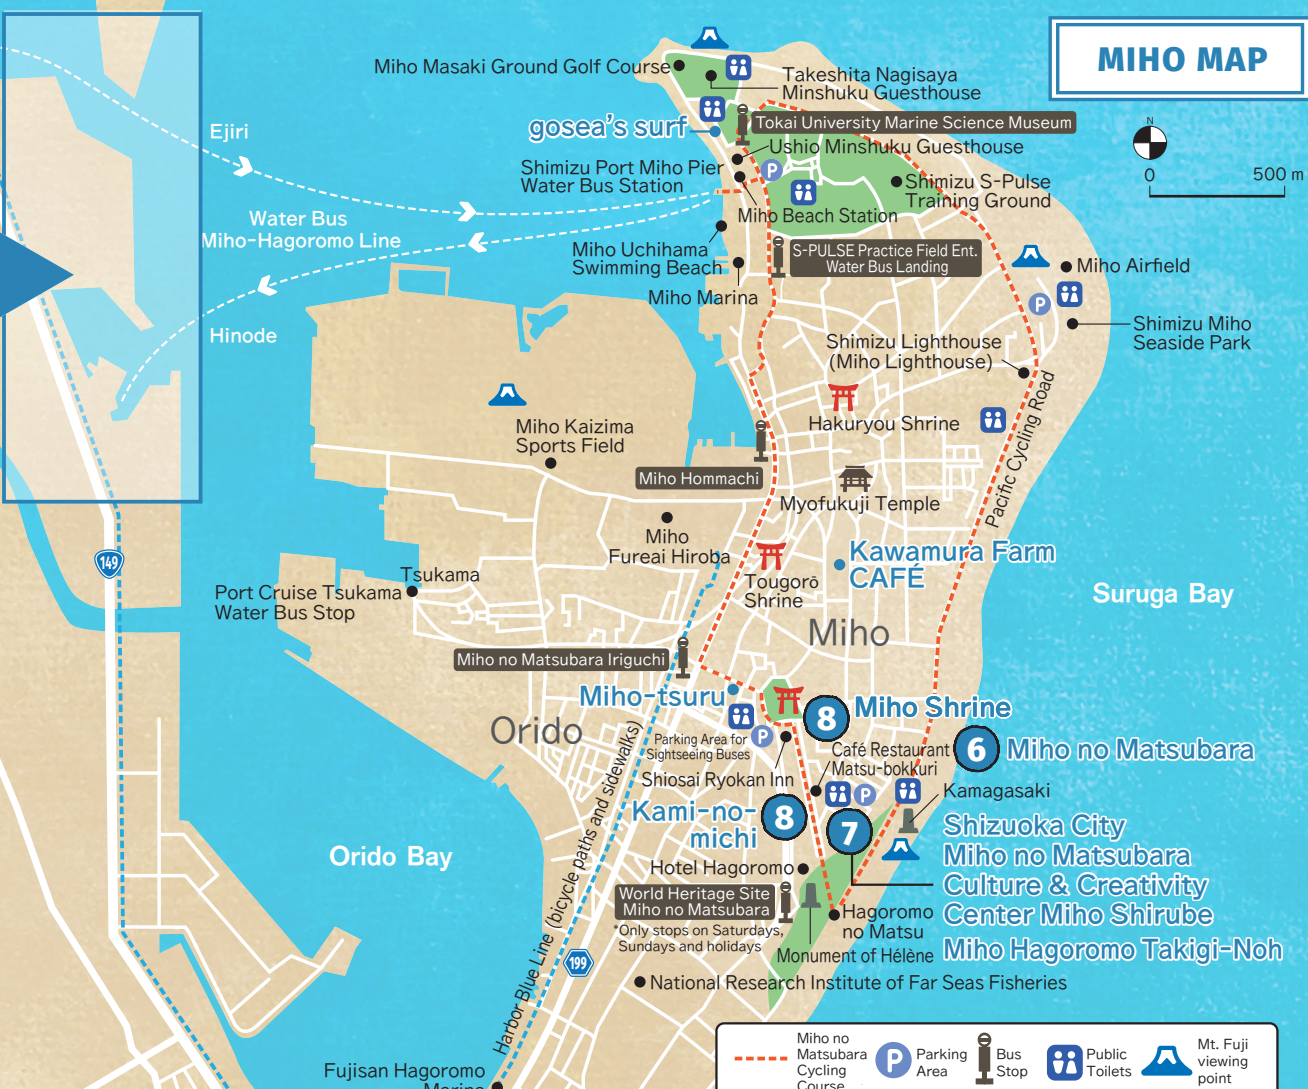 MIHO MAP
N
0 500 m
Miho Masaki Ground Golf Course
Takeshita Nagisaya
Minshuku Guesthouse
Ejiri
gosea's surf
Tokai University Marine Science Museum
Ushio Minshuku Guesthouse
Shimizu Port Miho Pier
Water Bus Station
P
Shimizu S-Pulse
Training Ground
Miho Beach Station
Water Bus
Miho-Hagoromo Line
Miho Uchihama
Swimming Beach
S-PULSE Practice Field Ent.
Water Bus Landing
Miho Airfield
Miho Marina
P
Hinode
Shimizu Miho
Seaside Park
Shimizu Lighthouse
(Miho Lighthouse)
Pacific Cycling Road
Hakuryou Shrine
Miho Kaizima
Sports Field
Miho Hommachi
Myofukuji Temple
Miho
Fureai Hiroba
149
Kawamura Farm
CAFÉ
Tsukama
Port Cruise Tsukama
Water Bus Stop
Tougorō
Shrine
Suruga Bay
Miho
Miho no Matsubara Iriguchi
Miho-tsuru
8
Miho Shrine
Orido
Parking Area for
Sightseeing Buses
P
Café Restaurant
Matsu-bokkuri
6
Miho no Matsubara
Shiosai Ryokan Inn
P
Kamagasaki
Kami-no-
michi
8
7
Shizuoka City
Miho no Matsubara
Culture & Creativity
Center Miho Shirube
Miho Hagoromo Takigi-Noh
Orido Bay
Hotel Hagoromo
World Heritage Site
Miho no Matsubara
*Only stops on Saturdays,
Sundays and holidays
Hagoromo
no Matsu
Monument of Hélène
Harbor Blue Line (bicycle paths and sidewalks)
199
National Research Institute of Far Seas Fisheries
Fujisan Hagoromo
Marina
Miho no
Matsubara
Cycling
Course
P
Parking
Area
Bus
Stop
Public
Toilets
Mt. Fuji
viewing
point